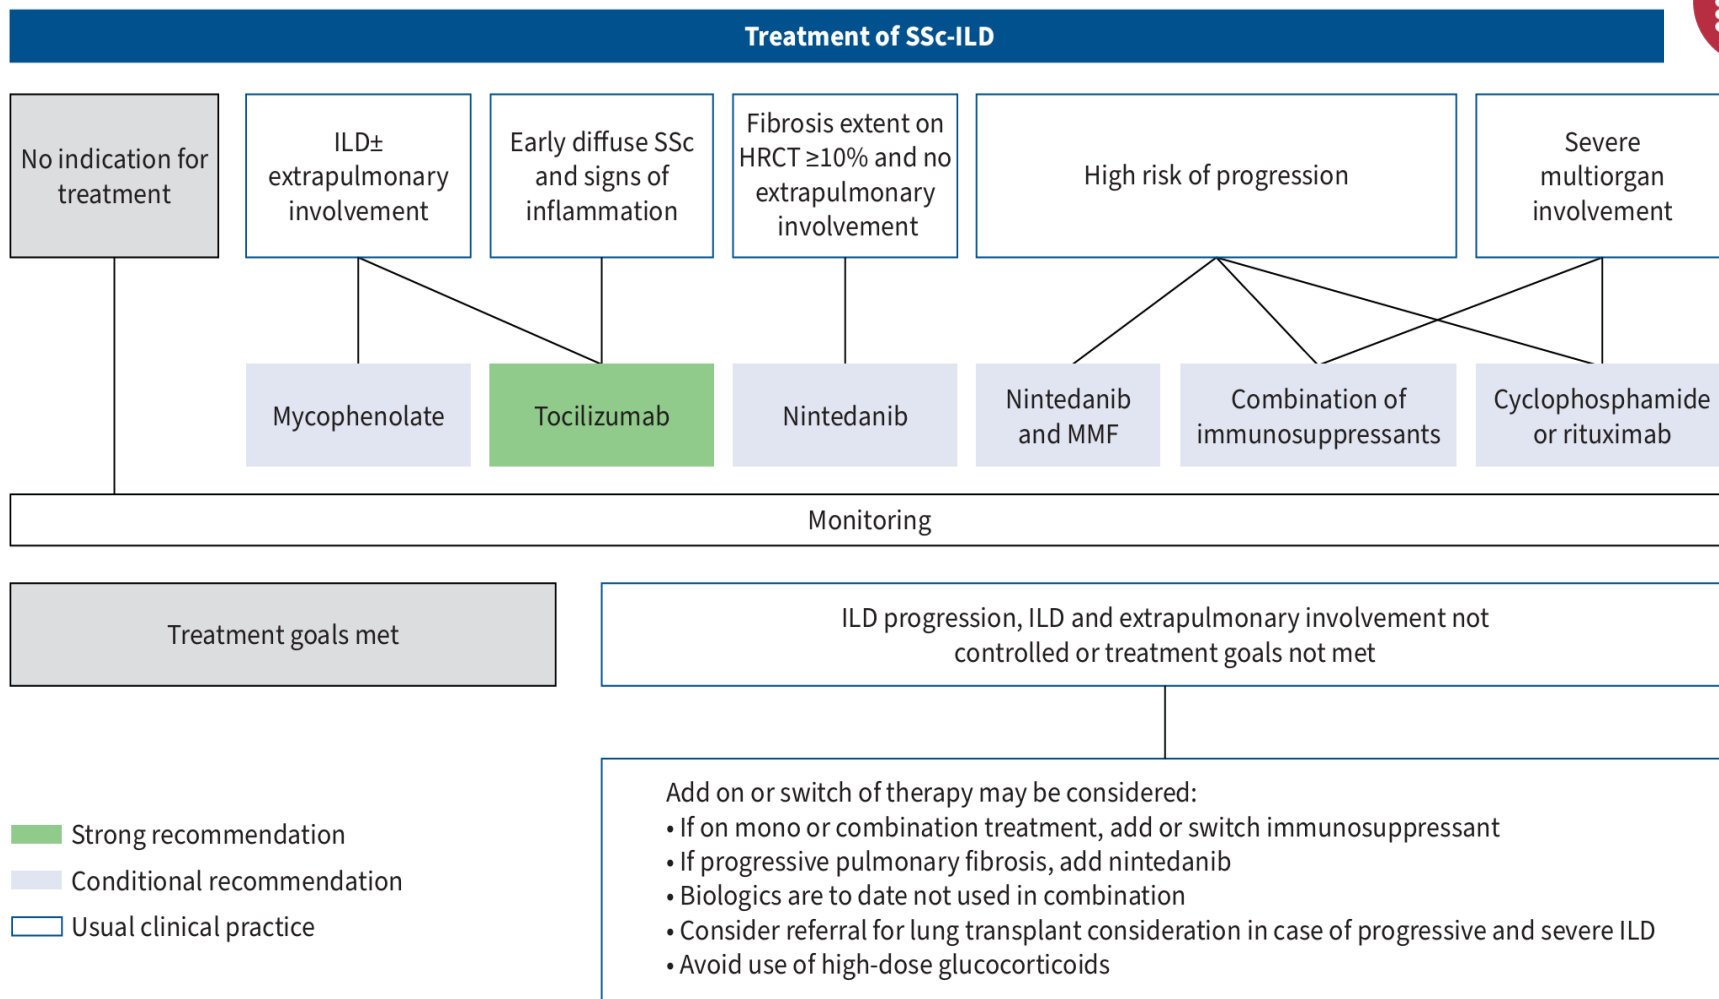 Treatment of SSc-ILD
No indication for
treatment
ILD±
extrapulmonary
involvement
Early diffuse SSc
and signs of
inflammation
Fibrosis extent on
HRCT ≥10% and no
extrapulmonary
involvement
High risk of progression
Severe
multiorgan
involvement
Mycophenolate
Tocilizumab
Nintedanib
Nintedanib
and MMF
Combination of
immunosuppressants
Cyclophosphamide
or rituximab
Monitoring
Treatment goals met
ILD progression, ILD and extrapulmonary involvement not
controlled or treatment goals not met
Add on or switch of therapy may be considered:
• If on mono or combination treatment, add or switch immunosuppressant
• If progressive pulmonary fibrosis, add nintedanib
• Biologics are to date not used in combination
• Consider referral for lung transplant consideration in case of progressive and severe ILD
• Avoid use of high-dose glucocorticoids
Strong recommendation
Conditional recommendation
Usual clinical practice